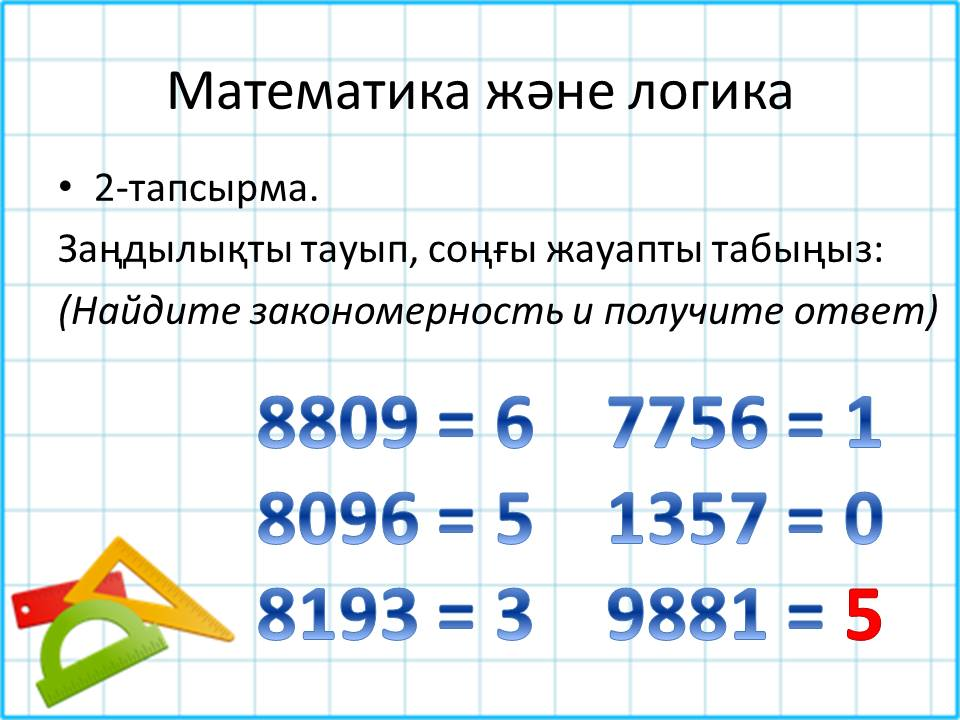 Математика және логика
• 2-тапсырма.
Заңдылықты тауып, соңғы жауапты табыңыз:
(Найдите закономерность и получите ответ)
8809 = 6 7756 = 1
8096 = 5 1357 = 0
8193 = 3 9881 = 5